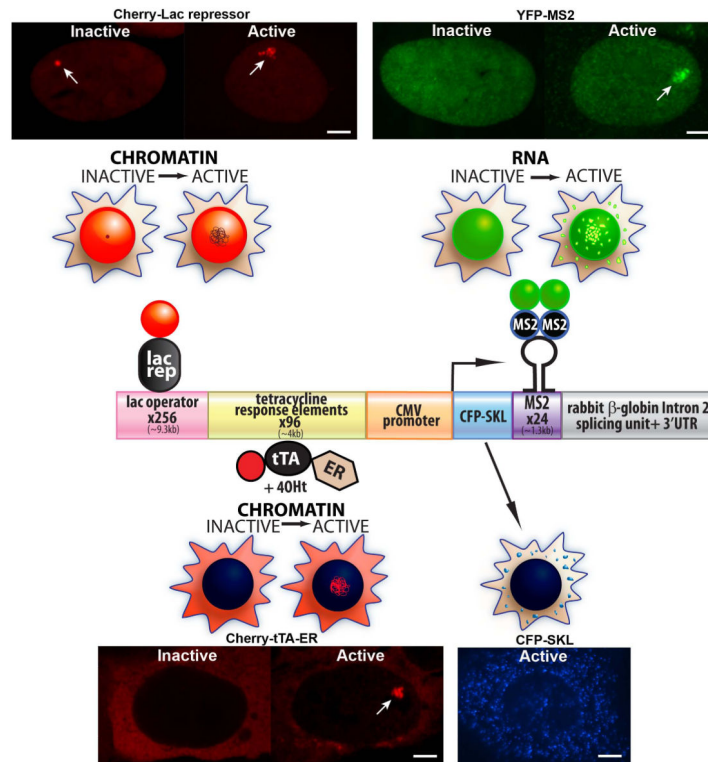 Cherry-Lac repressor
Inactive
Active
YFP-MS2
Inactive
Active
CHROMATIN
INACTIVE
ACTIVE
RNA
INACTIVE
ACTIVE
lac
rep
MS2
MS2
lac operator
x256
(~9.3kb)
tetracycline
response elements
x96
(~4kb)
CMV
promoter
CFP-SKL
MS2
x24
(~1.3kb)
rabbit β-globin Intron 2
splicing unit+ 3'UTR
tTA
ER
+ 4OHt
CHROMATIN
INACTIVE
ACTIVE
Cherry-tTA-ER
Inactive
Active
CFP-SKL
Active